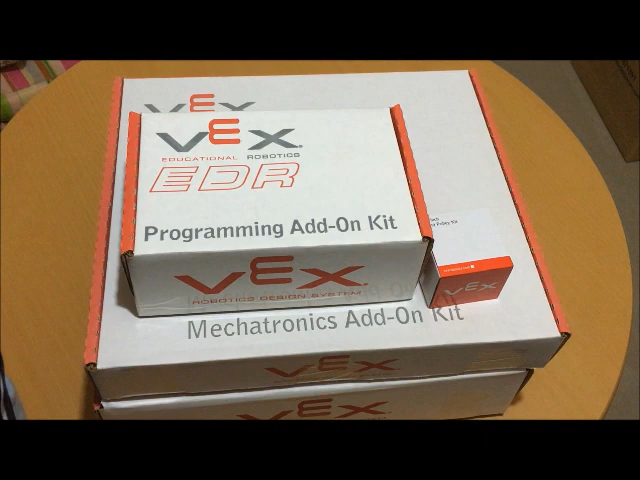 VEX
VEX
EDUCATIONAL ROBOTICS
EDR
Programming Add-On Kit
VEX
ROBOTICS DESIGN SYSTEM
VEX
Mechatronics Add-On Kit
VEX
VEX